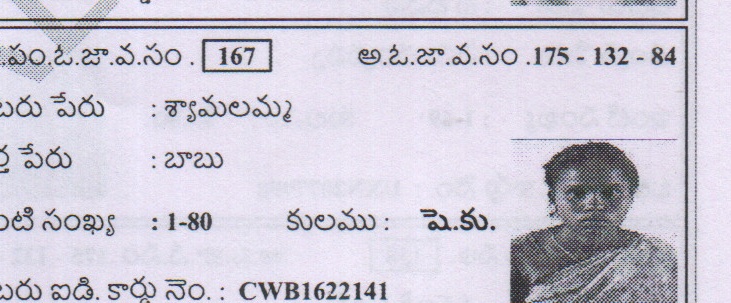 .పం.ఓ.జా.వ.సం . 167 అ.ఓ.జా.వ.సం .175 - 132 - 84
బరు పేరు : శ్యామలమ్మ
ర్త పేరు : బాబు
ంటి సంఖ్య : 1-80 కులము : షె.కు.
బరు ఐడి. కార్డు నెం. : CWB1622141